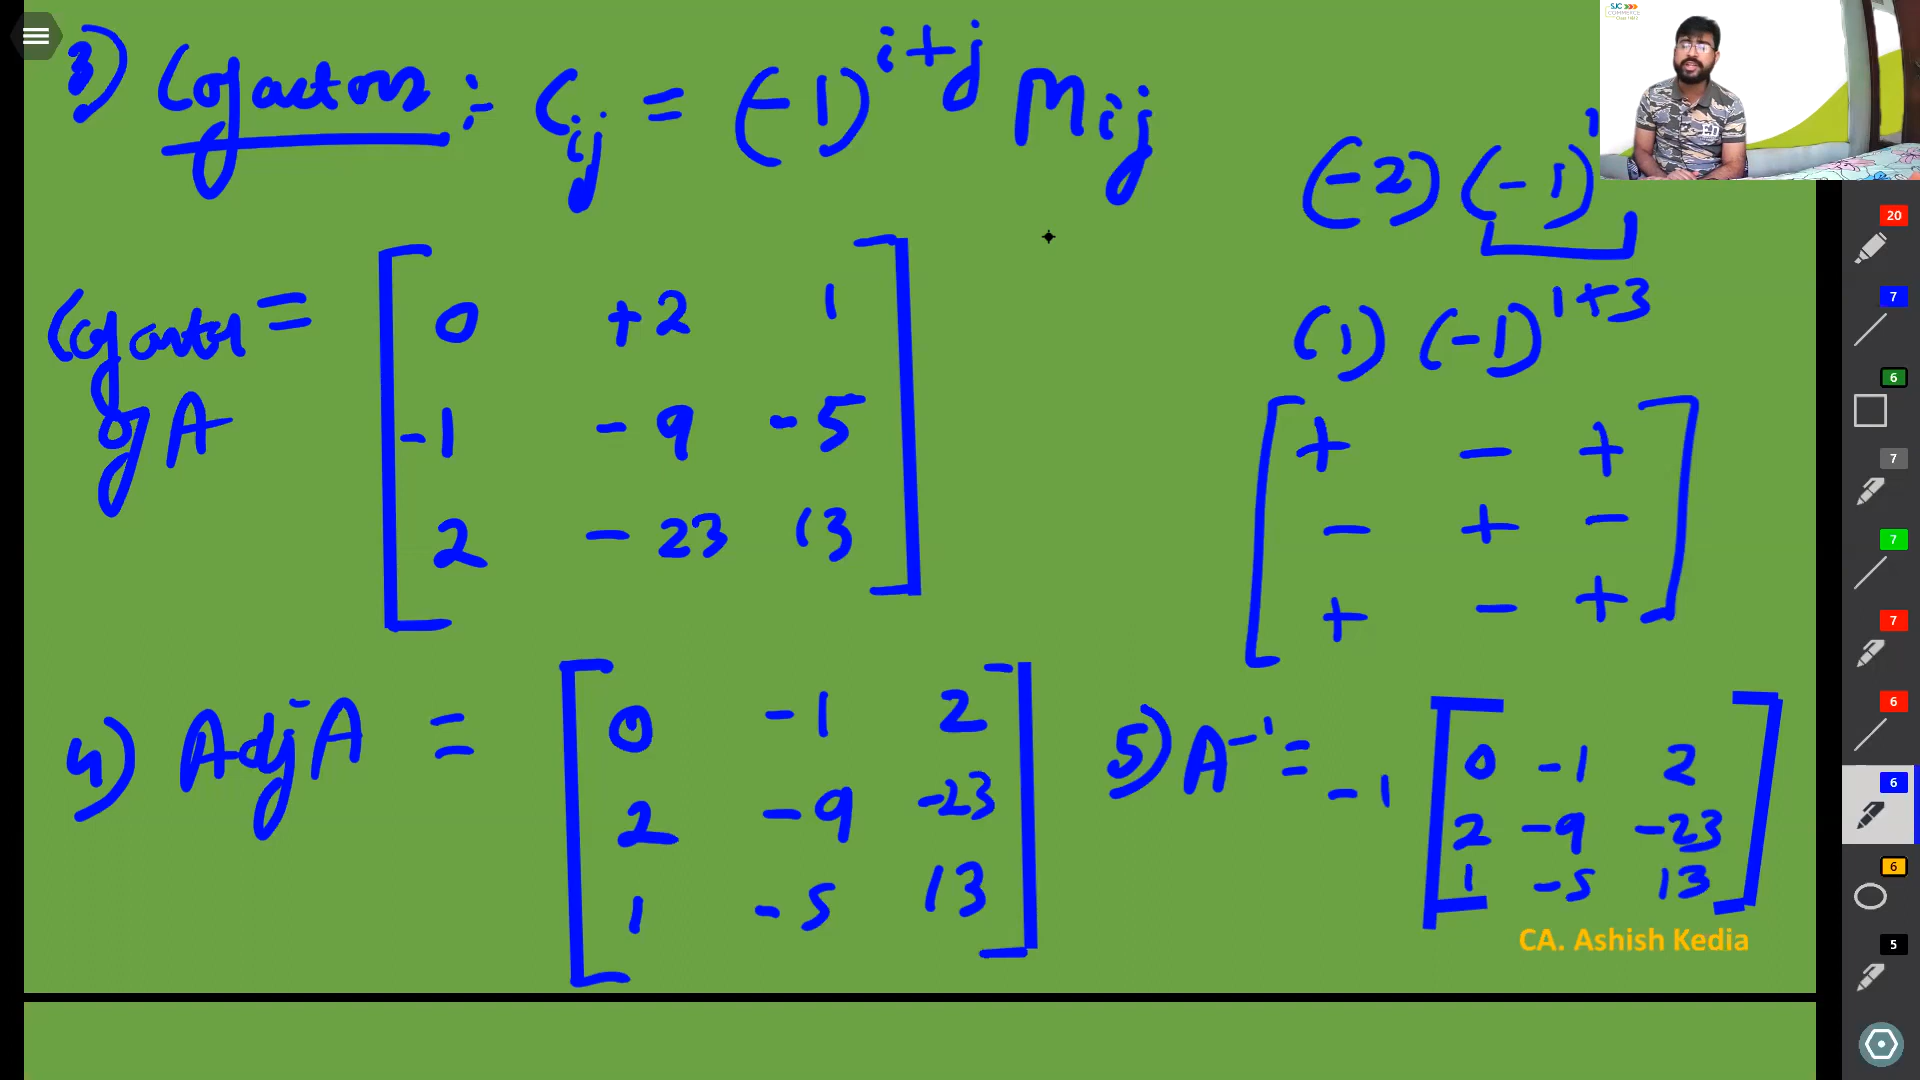 3) Cofactors :- Cij = (-1)^i+j Mij
(-2) (-1)
(1) (-1)^1+3
Cofactor of A = [ 0 +2 1
-1 -9 -5
2 -23 13 ]
[ + - +
- + -
+ - + ]
4) Adj A = [ 0 -1 2
2 -9 -23
1 -5 13 ]
5) A^-1 = -1 [ 0 -1 2
2 -9 -23
1 -5 13 ]
CA. Ashish Kedia
SJC
COMMERCE
20
7
6
7
7
7
6
6
6
5